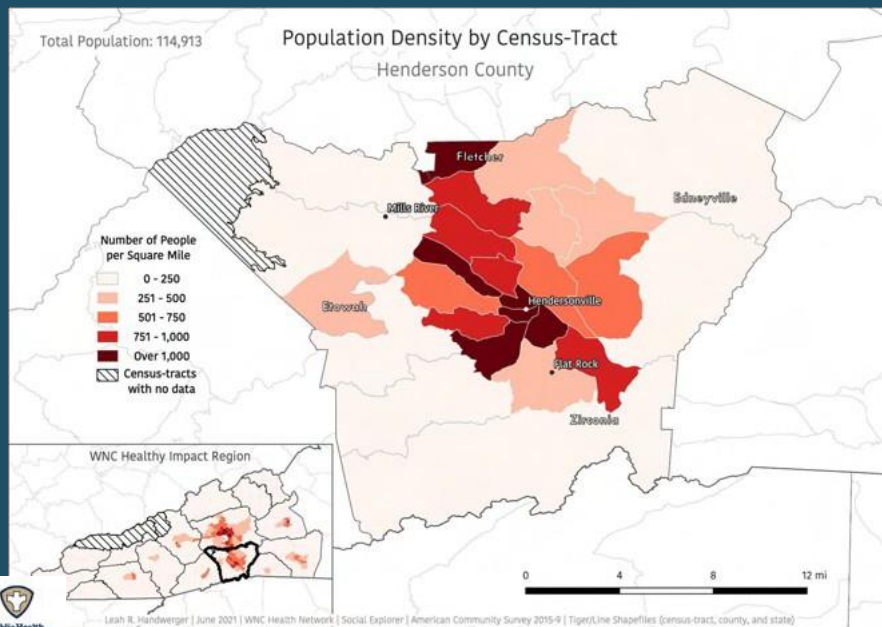 Total Population: 114,913
Population Density by Census-Tract
Henderson County
Fletcher
Edneyville
Mills River
Number of People
per Square Mile
0 - 250
251 - 500
501 - 750
751 - 1,000
Over 1,000
Census-tracts
with no data
Etowah
Hendersonville
Flat Rock
Zirconia
WNC Healthy Impact Region
0 4 8 12 mi
Leah R. Handwerger | June 2021 | WNC Health Network | Social Explorer | American Community Survey 2015-9 | Tiger/Line Shapefiles (census-tract, county, and state)